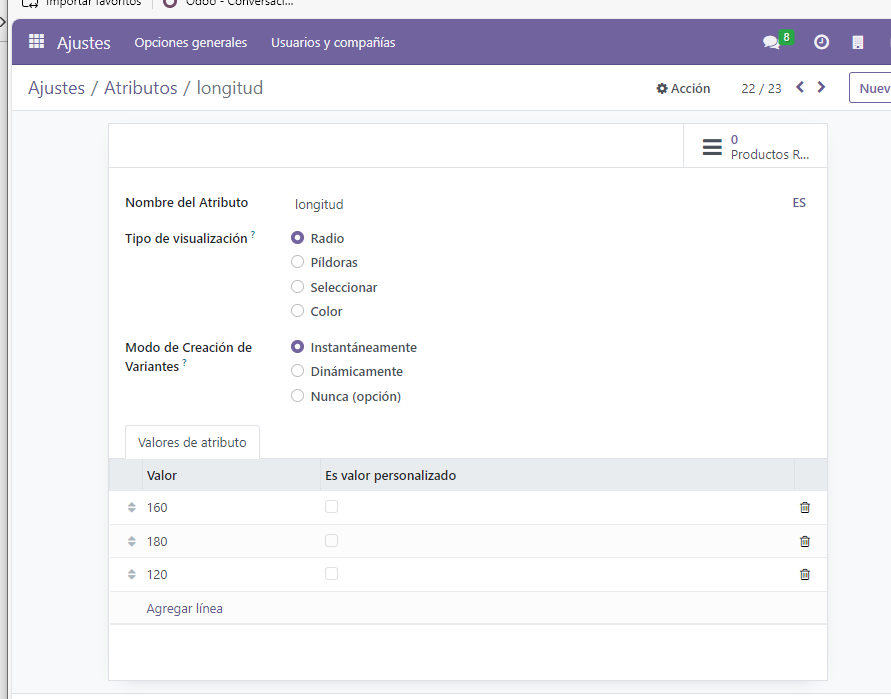 Importar favoritos Odoo - Conversaci...
Ajustes Opciones generales Usuarios y compañías 8
Ajustes / Atributos / longitud Acción 22 / 23 Nuev
0
Productos R...
Nombre del Atributo longitud ES
Tipo de visualización ? Radio
Píldoras
Seleccionar
Color
Modo de Creación de Variantes ? Instantáneamente
Dinámicamente
Nunca (opción)
Valores de atributo
Valor Es valor personalizado
160
180
120
Agregar línea